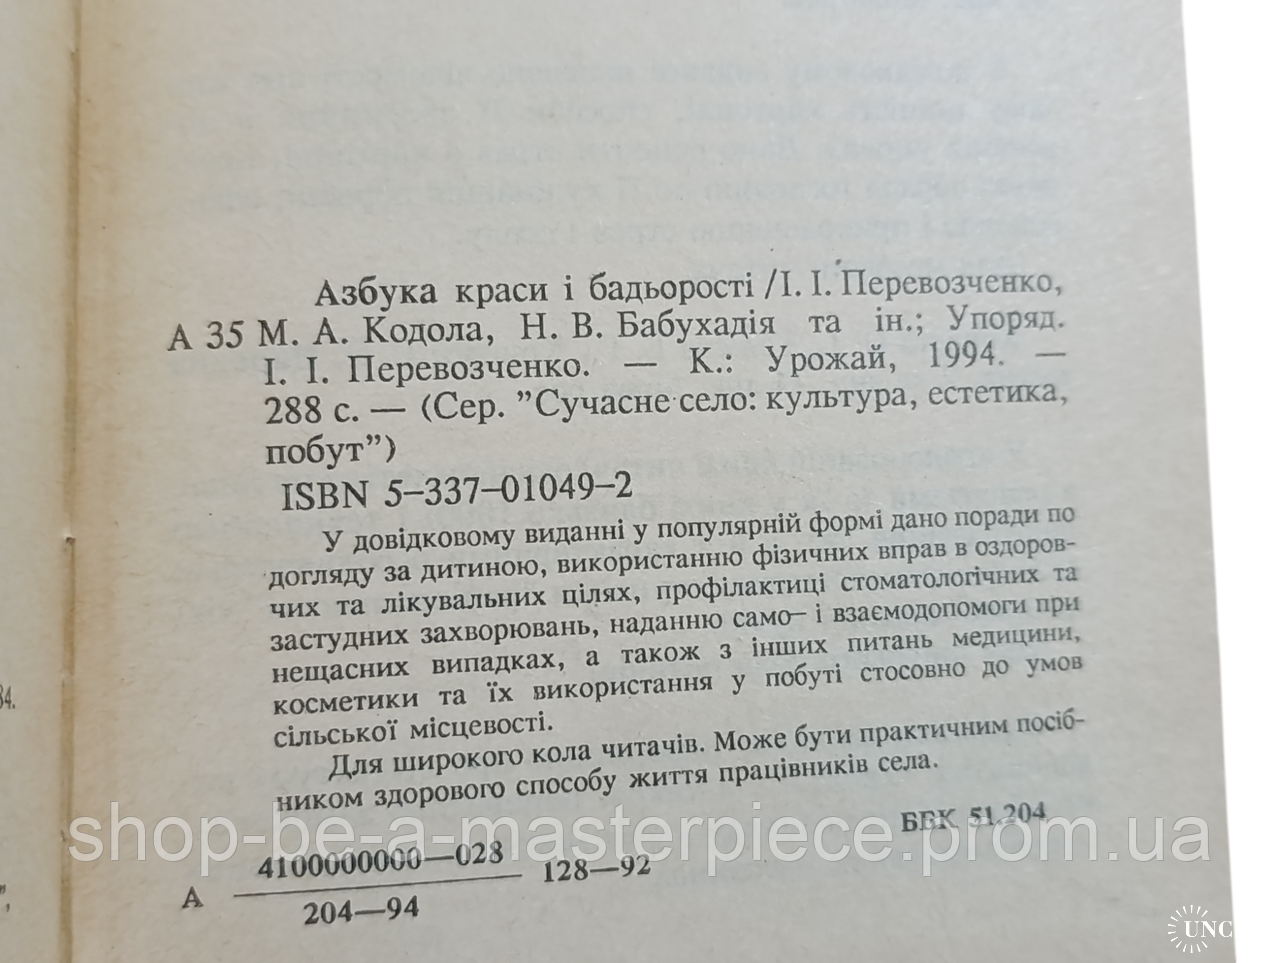 Азбука краси і бадьорості /І. І. Перевозченко,
А 35 М. А. Кодола, Н. В. Бабухадія та ін.; Упоряд.
І. І. Перевозченко. — К.: Урожай, 1994. —
288 с. — (Сер. ”Сучасне село: культура, естетика,
побут”)
ISBN 5–337–01049–2
У довідковому виданні у популярній формі дано поради по
догляду за дитиною, використанню фізичних вправ в оздоров-
чих та лікувальних цілях, профілактиці стоматологічних та
застудних захворювань, наданню само– і взаємодопомоги при
нещасних випадках, а також з інших питань медицини,
косметики та їх використання у побуті стосовно до умов
сільської місцевості.
Для широкого кола читачів. Може бути практичним посіб-
ником здорового способу життя працівників села.
ББК 51.204
shop-be-a-masterpiece.prom.ua
А 4100000000—028 128—92
204—94
84.
”,
UNC